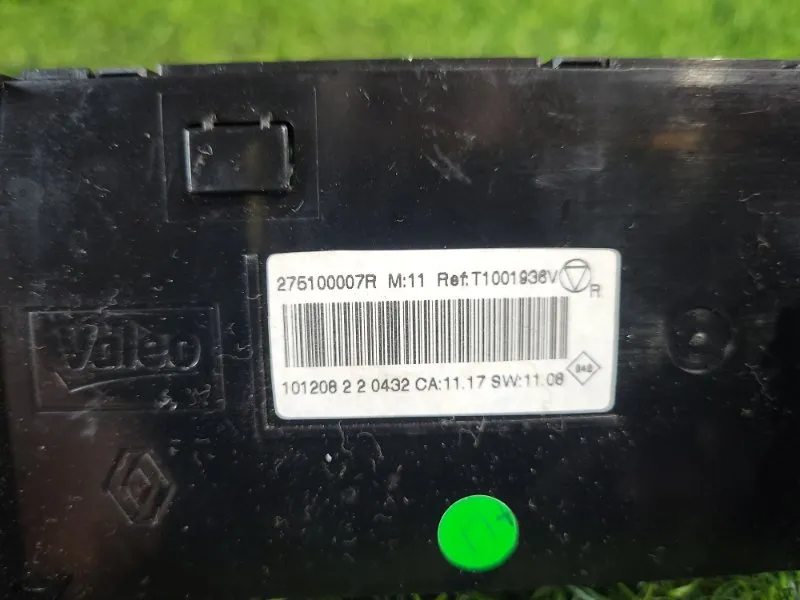 275100007R M:11 Ref:T1001936V
R
Valeo
101208 2 2 0432 CA:11.17 SW:11.08